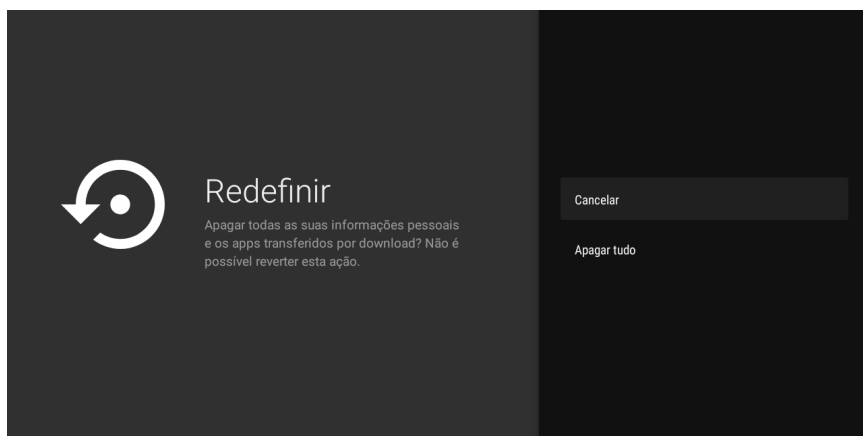 Redefinir
Apagar todas as suas informações pessoais
e os apps transferidos por download? Não é
possível reverter esta ação.
Cancelar
Apagar tudo